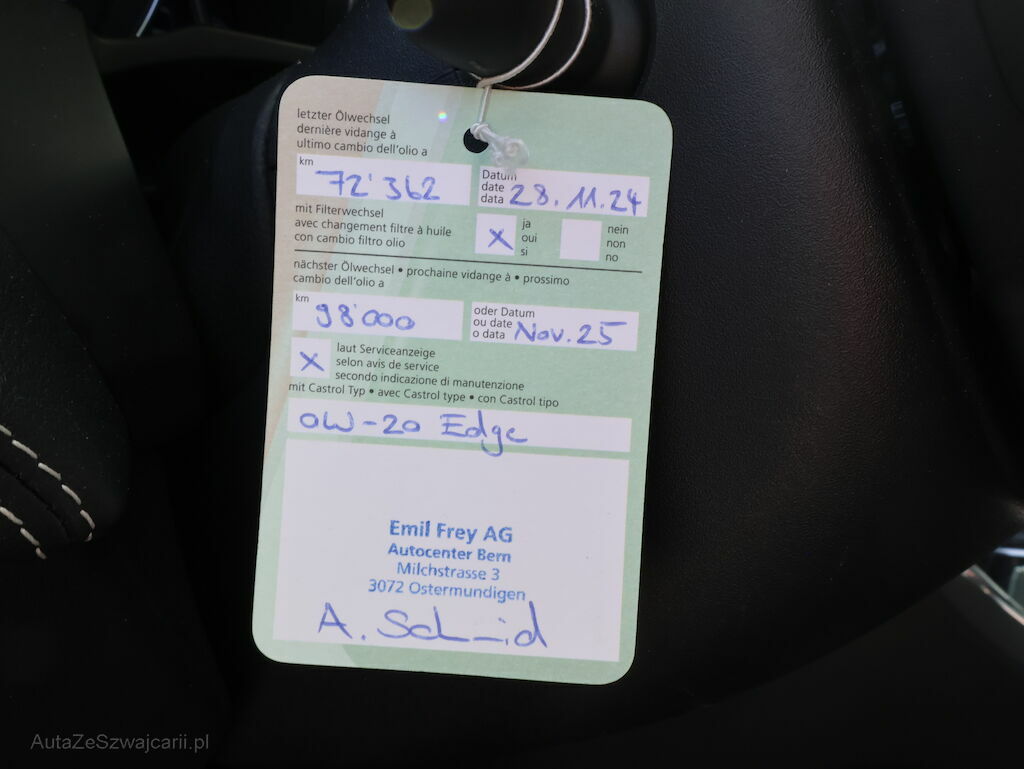 letzter Ölwechsel
dernière vidange à
ultimo cambio dell'olio a
km
72'362
Datum
date
data 28.11.24
mit Filterwechsel
avec changement filtre à huile
con cambio filtro olio
X
ja
oui
si
nein
non
no
nächster Ölwechsel • prochaine vidange à • prossimo
cambio dell'olio a
km
98'000
oder Datum
ou date
o data Nov. 25
X
laut Serviceanzeige
selon avis de service
secondo indicazione di manutenzione
mit Castrol Typ • avec Castrol type • con Castrol tipo
0W-20 Edge
Emil Frey AG
Autocenter Bern
Milchstrasse 3
3072 Ostermundigen
A. Schmid
AutaZeSzwajcarii.pl